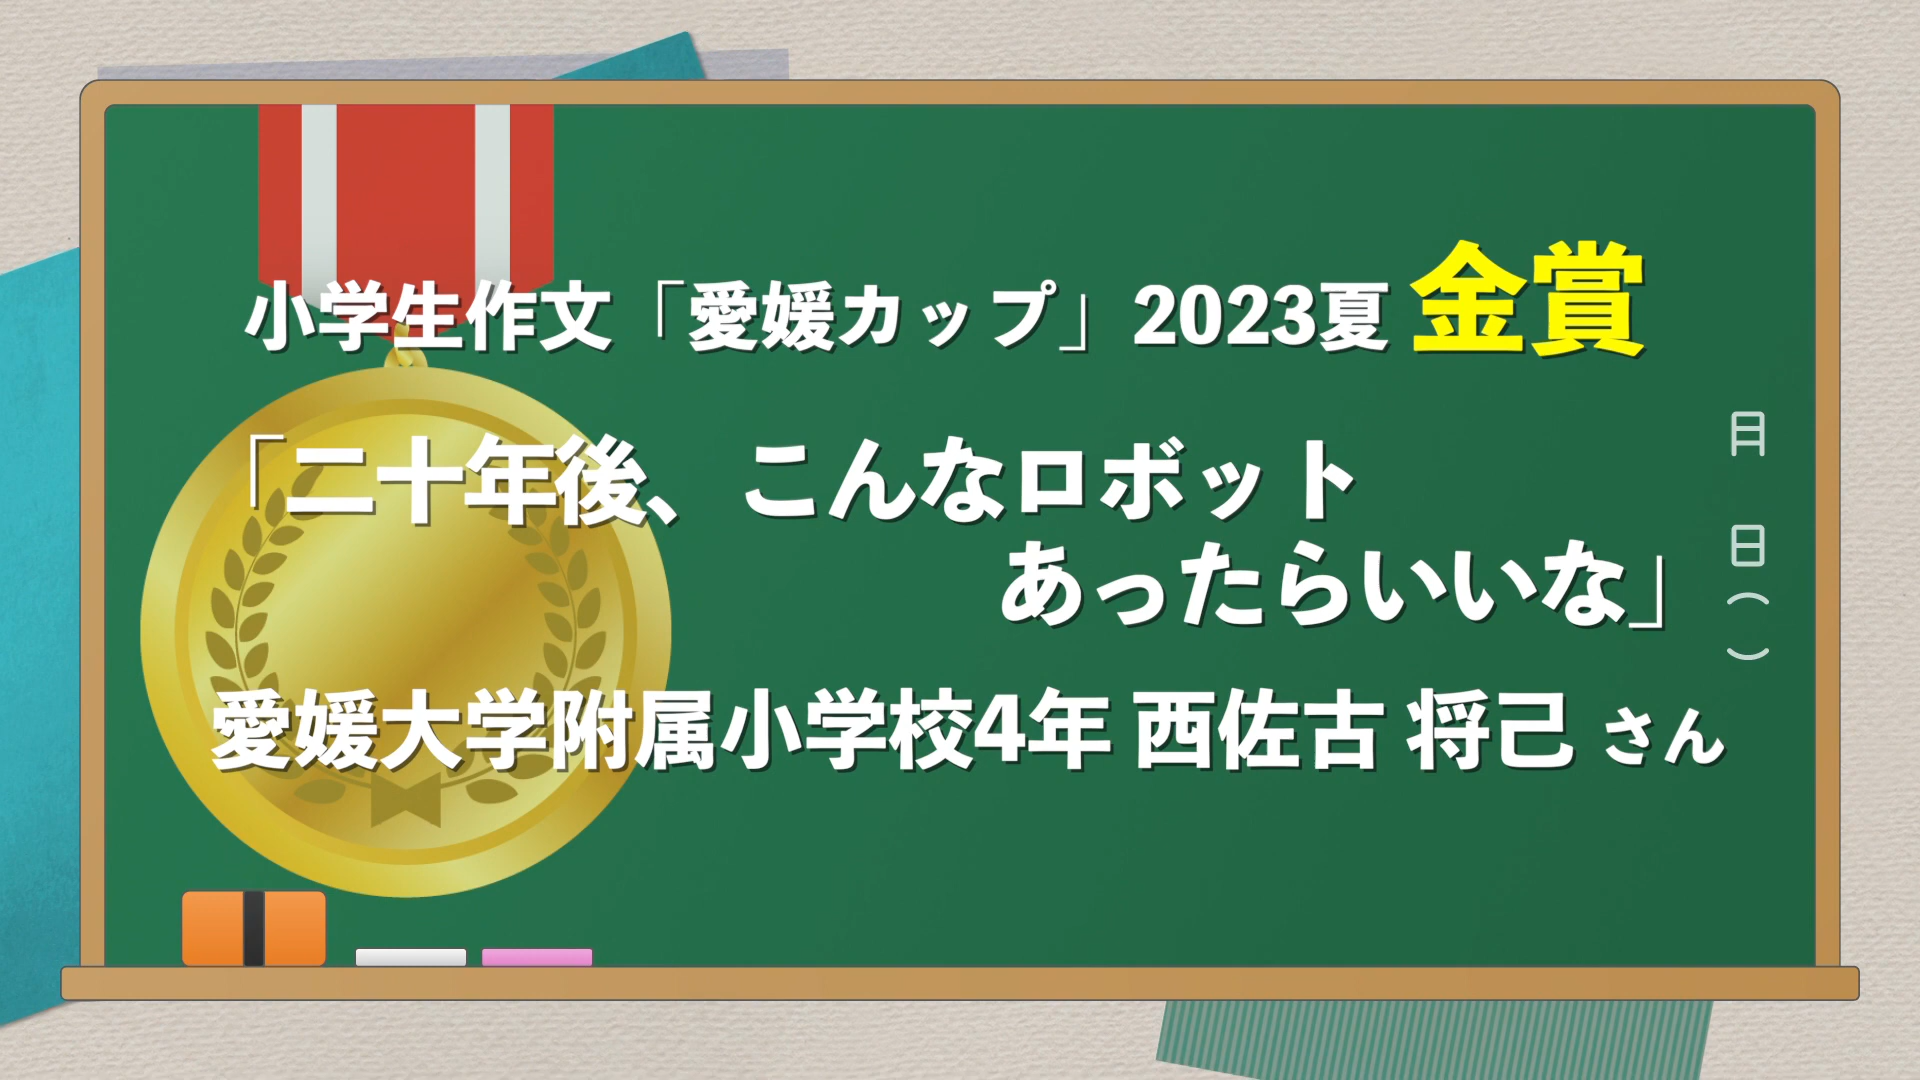 小学生作文「愛媛カップ」2023夏 金賞
「二十年後、こんなロボット
あったらいいな」
愛媛大学附属小学校4年 西佐古 将己 さん
月 日( )